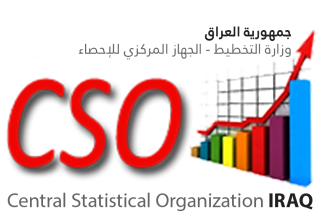 جمهورية العراق
وزارة التخطيط - الجهاز المركزي للإحصاء
CSO
Central Statistical Organization IRAQ